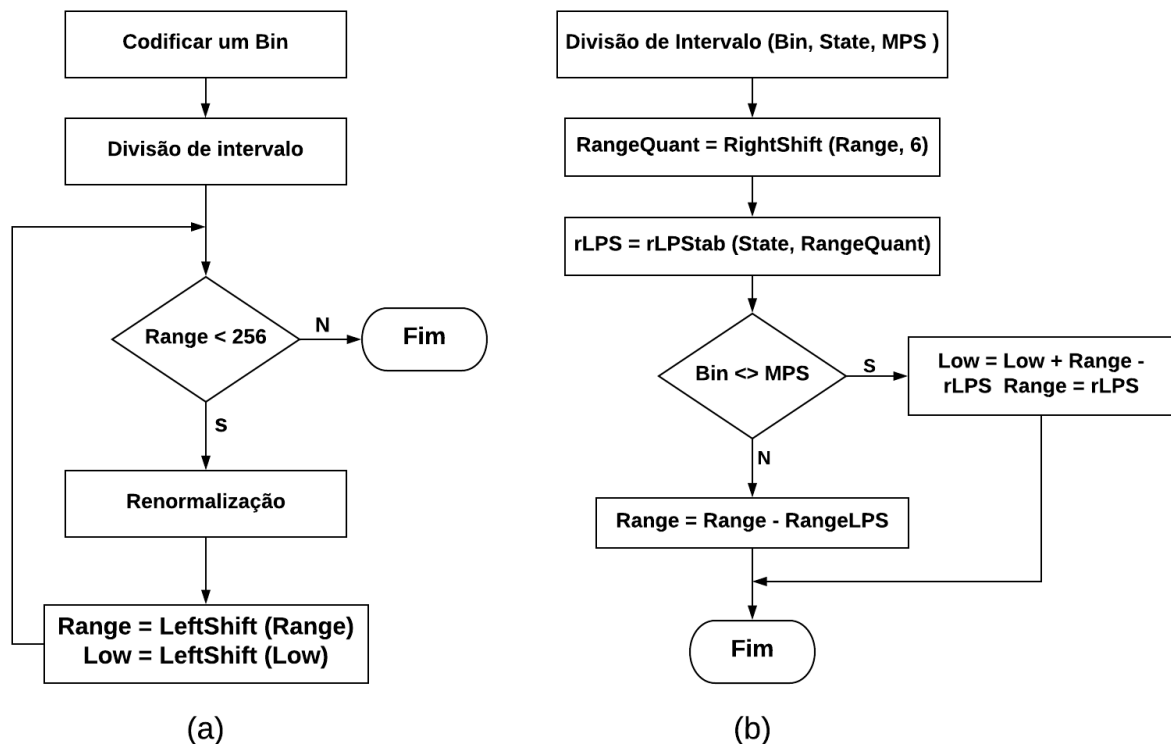 Codificar um Bin
Divisão de intervalo
Range < 256
N
Fim
s
Renormalização
Range = LeftShift (Range)
Low = LeftShift (Low)
(a)
Divisão de Intervalo (Bin, State, MPS )
RangeQuant = RightShift (Range, 6)
rLPS = rLPStab (State, RangeQuant)
Bin <> MPS
S
Low = Low + Range -
rLPS Range = rLPS
N
Range = Range - RangeLPS
Fim
(b)